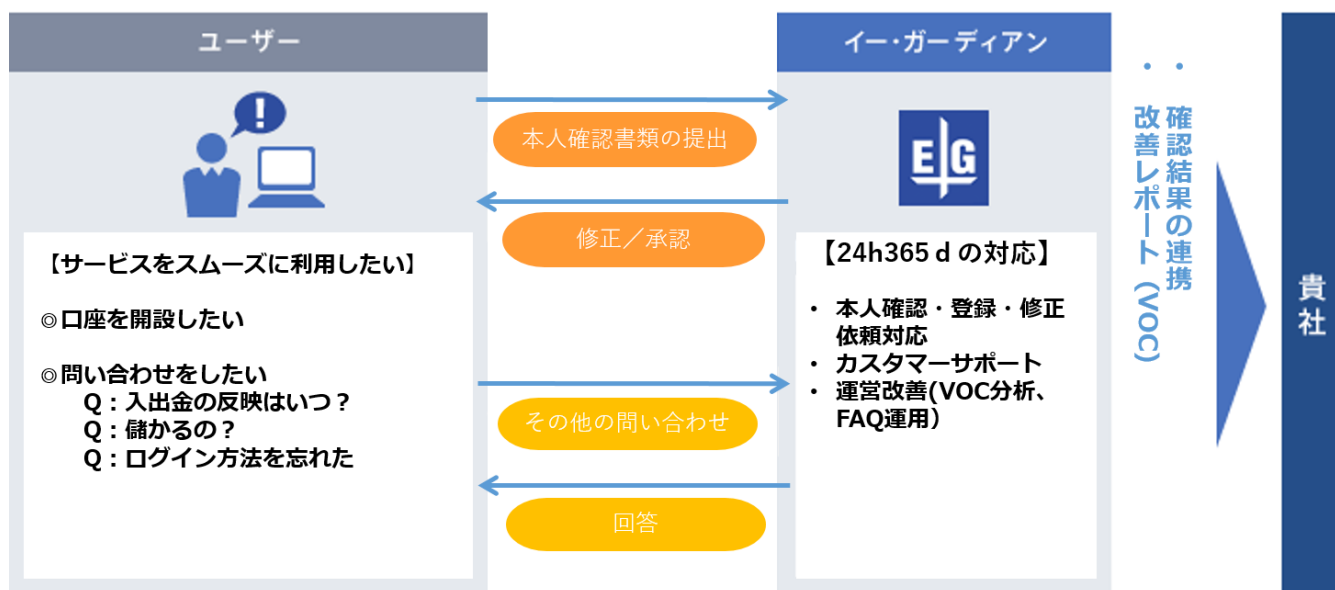 ユーザー
【サービスをスムーズに利用したい】
◎口座を開設したい
◎問い合わせをしたい
Q：入出金の反映はいつ？
Q：儲かるの？
Q：ログイン方法を忘れた
本人確認書類の提出
修正／承認
その他の問い合わせ
回答
イー・ガーディアン
EG
【24h365ｄの対応】
・ 本人確認・登録・修正
依頼対応
・ カスタマーサポート
・ 運営改善(VOC分析、
FAQ運用）
・確認結果の連携
・改善レポート（VOC）
貴社